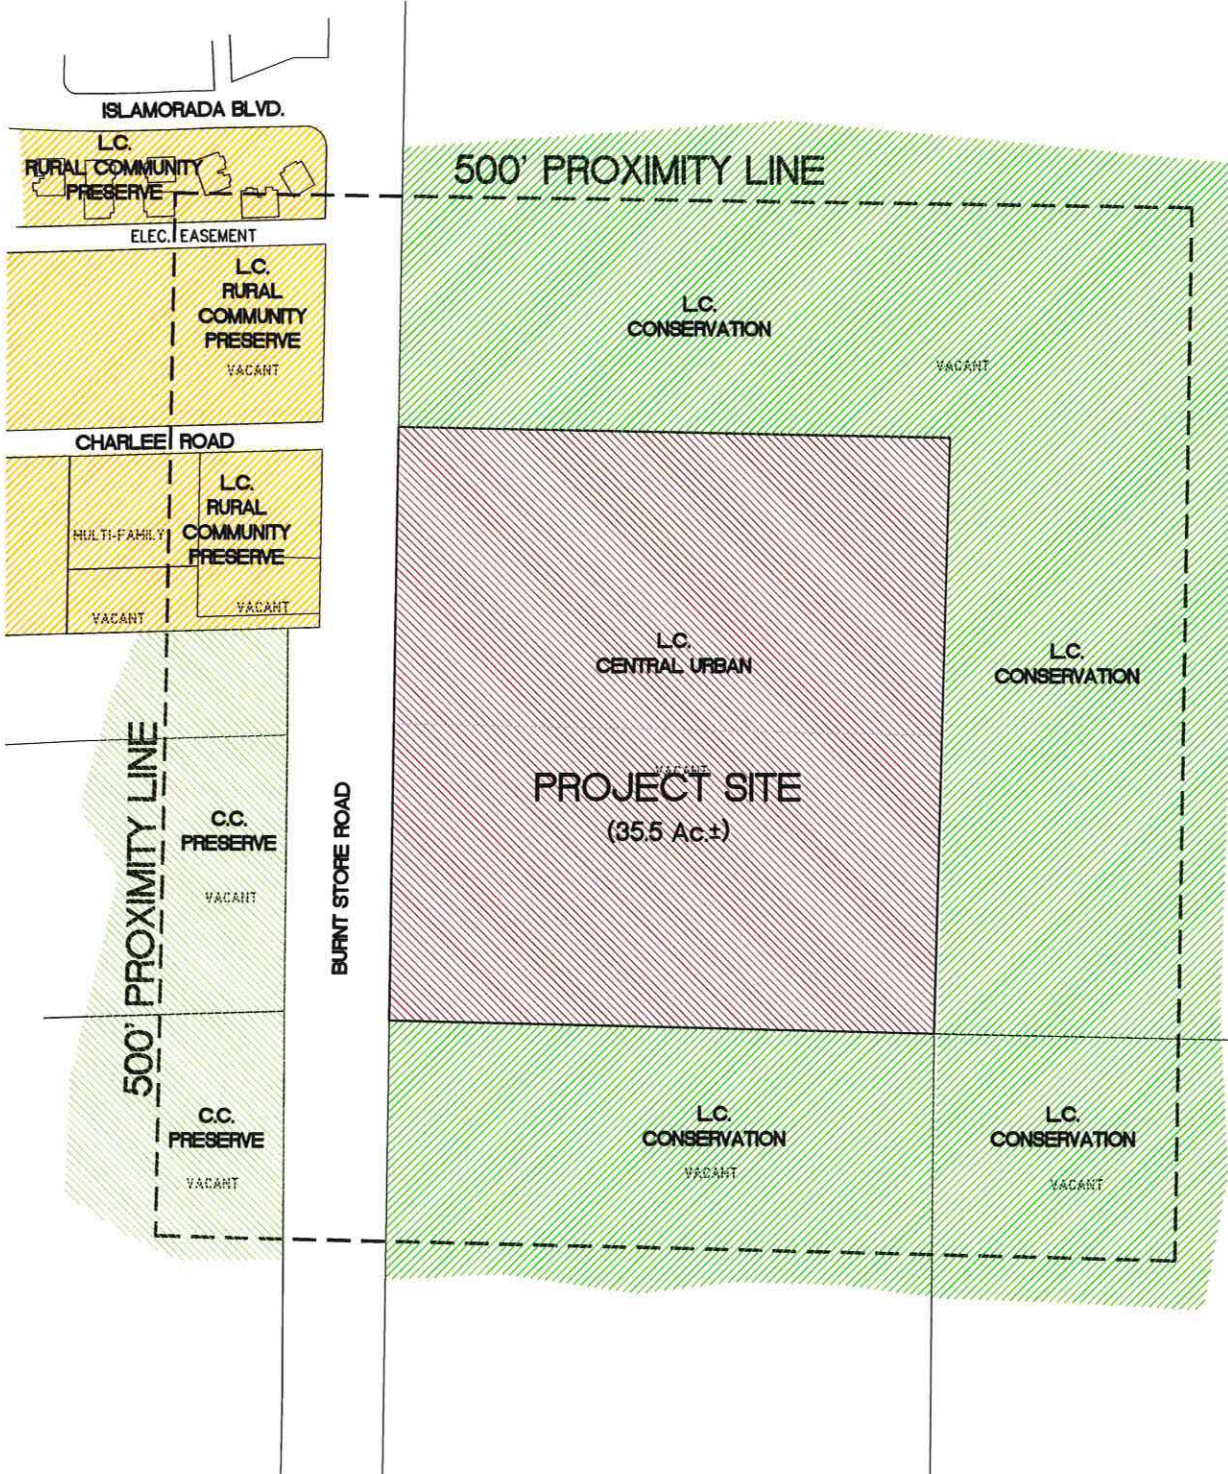 ISLAMORADA BLVD.
L.C.
RURAL COMMUNITY
PRESERVE
500' PROXIMITY LINE
ELEC. EASEMENT
L.C.
RURAL
COMMUNITY
PRESERVE
VACANT
L.C.
CONSERVATION
VACANT
CHARLEE ROAD
L.C.
RURAL
COMMUNITY
PRESERVE
MULTI-FAMILY
VACANT
VACANT
L.C.
CENTRAL URBAN
L.C.
CONSERVATION
VACANT
PROJECT SITE
(35.5 Ac.±)
500' PROXIMITY LINE
C.C.
PRESERVE
VACANT
BURNT STORE ROAD
C.C.
PRESERVE
VACANT
L.C.
CONSERVATION
VACANT
L.C.
CONSERVATION
VACANT